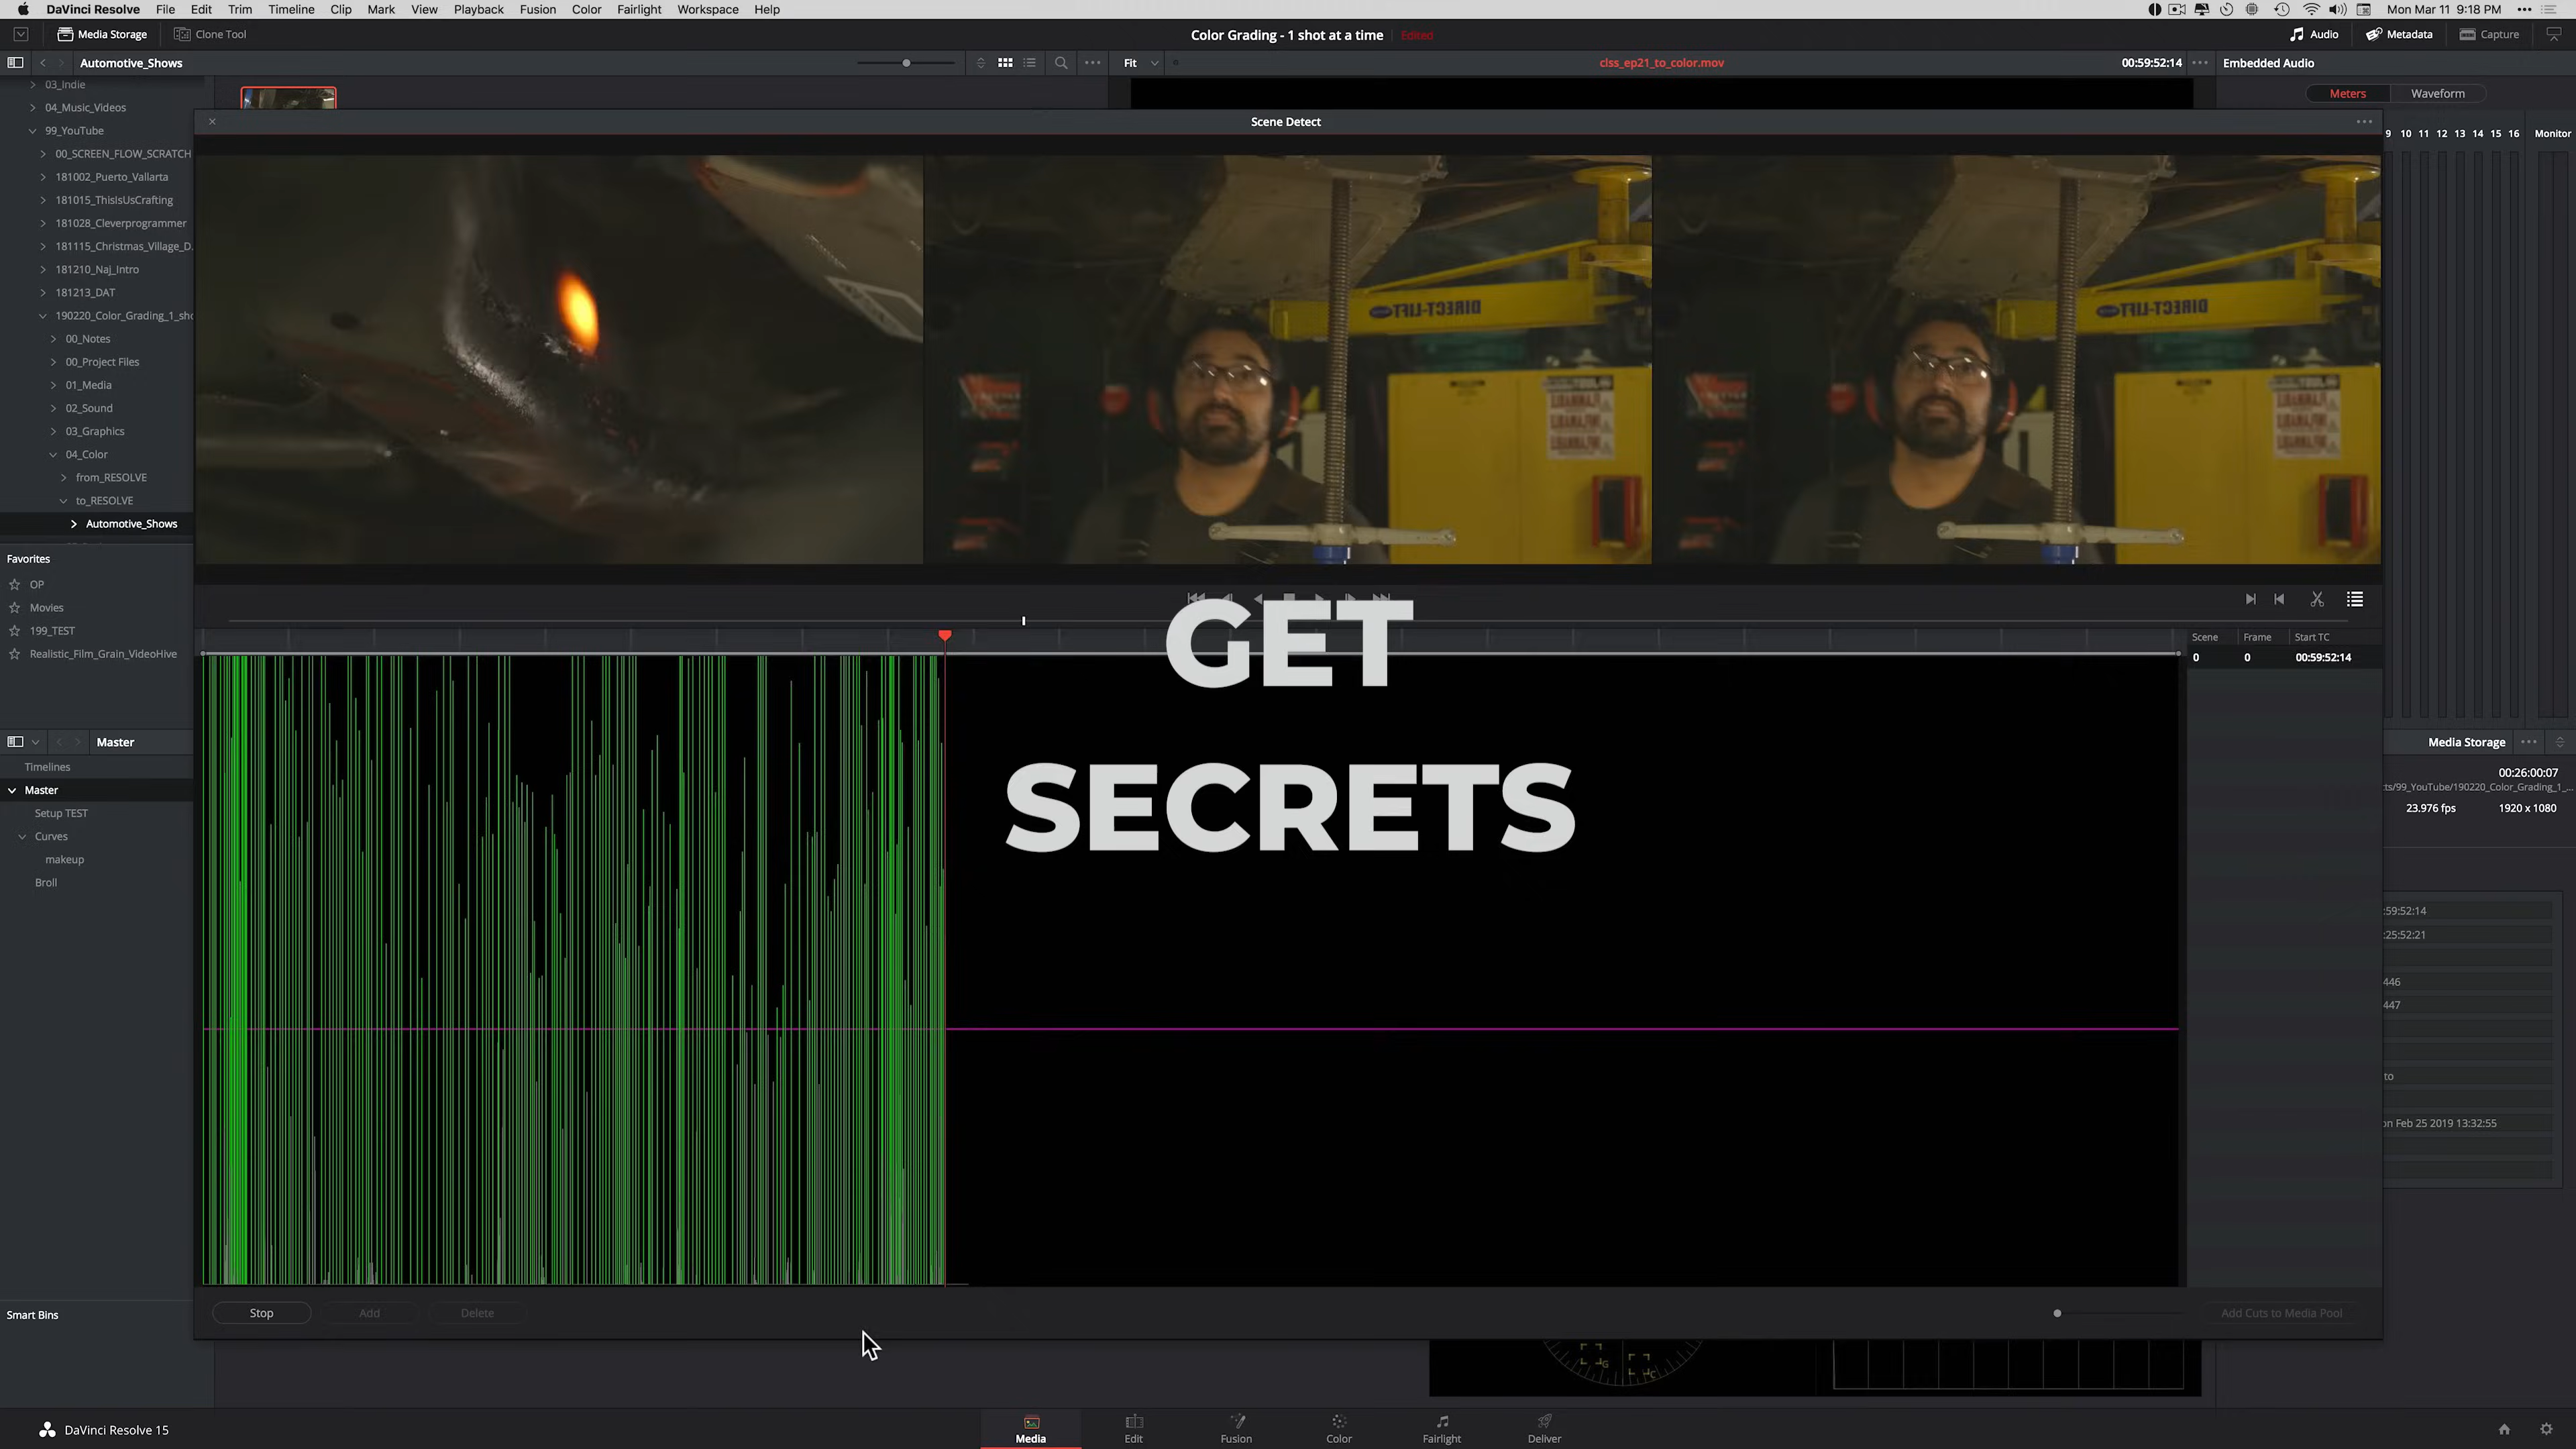 DaVinci Resolve File Edit Trim Timeline Clip Mark View Playback Fusion Color Fairlight Workspace Help Mon Mar 11 9:18 PM
Media Storage Clone Tool Color Grading - 1 shot at a time Edited Audio Metadata Capture
Automotive_Shows Fit clss_ep21_to_color.mov 00:59:52:14 Embedded Audio
Meters Waveform
03_Indie
04_Music_Videos
99_YouTube
00_SCREEN_FLOW_SCRATCH
181002_Puerto_Vallarta
181015_ThisIsUsCrafting
181028_Cleverprogrammer
181115_Christmas_Village_D.
181210_Naj_Intro
181213_DAT
190220_Color_Grading_1_sho
00_Notes
00_Project Files
01_Media
02_Sound
03_Graphics
04_Color
from_RESOLVE
to_RESOLVE
Automotive_Shows
Scene Detect
9 10 11 12 13 14 15 16 Monitor
DIRECT-LIFT DIRECT-LIFT
Favorites
OP
Movies
199_TEST
Realistic_Film_Grain_VideoHive
GET
SECRETS
Scene Frame Start TC
0 0 00:59:52:14
Master
Timelines
Master
Setup TEST
Curves
makeup
Broll
Media Storage
00:26:00:07
ts/99_YouTube/190220_Color_Grading_1_...
23.976 fps 1920 x 1080
:59:52:14
:25:52:21
446
447
to
on Feb 25 2019 13:32:55
Smart Bins
Stop Add Delete Add Cuts to Media Pool
G C
DaVinci Resolve 15 Media Edit Fusion Color Fairlight Deliver